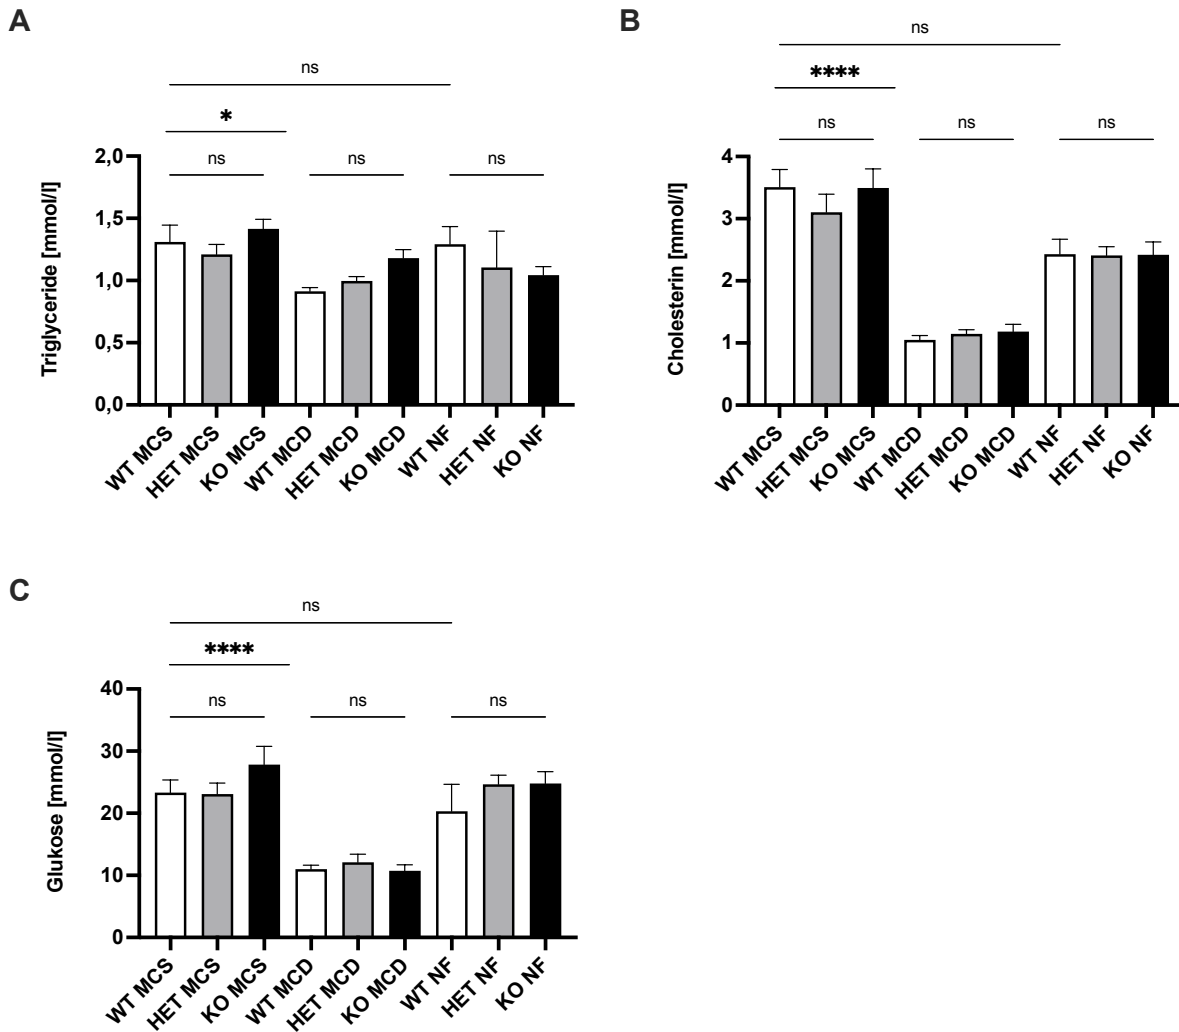 A
ns
*
ns ns ns
Triglyceride [mmol/l]
2,0
1,5
1,0
0,5
0,0
WT MCS
HET MCS
KO MCS
WT MCD
HET MCD
KO MCD
WT NF
HET NF
KO NF
B
ns
****
ns ns ns
Cholesterin [mmol/l]
4
3
2
1
0
WT MCS
HET MCS
KO MCS
WT MCD
HET MCD
KO MCD
WT NF
HET NF
KO NF
C
ns
****
ns ns ns
Glukose [mmol/l]
40
30
20
10
0
WT MCS
HET MCS
KO MCS
WT MCD
HET MCD
KO MCD
WT NF
HET NF
KO NF